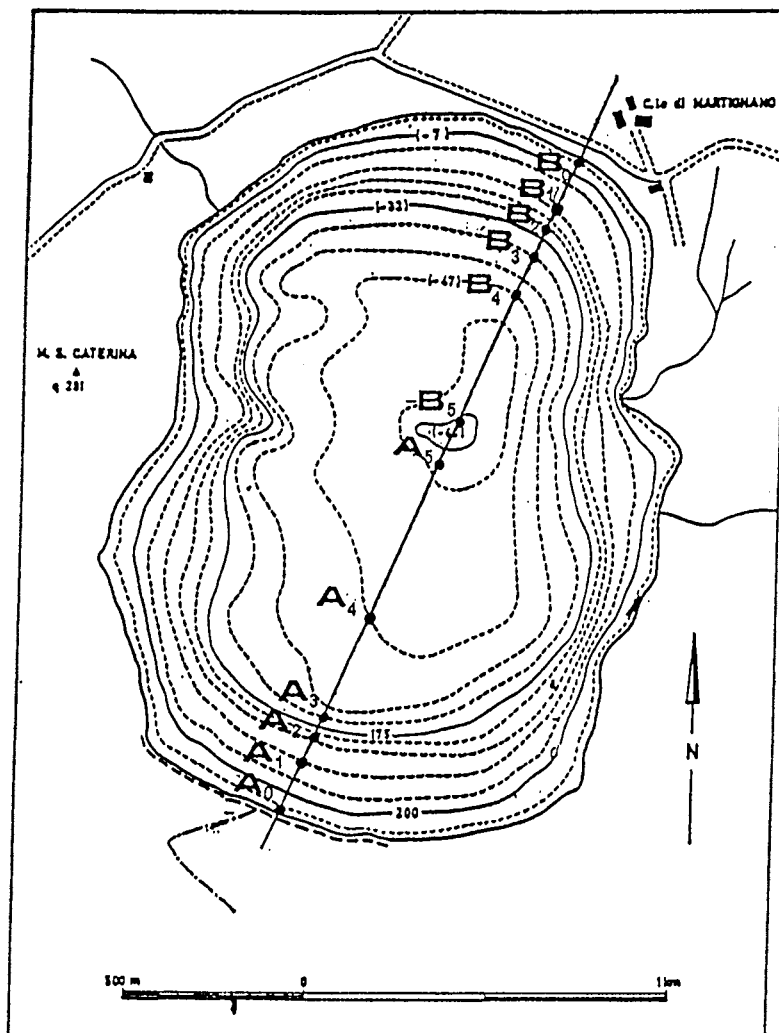 C.le di MARTIGNANO
(-7)
B0
B1
B2
(-32)
B3
(-47)
B4
M. S. CATERINA
q 281
B5
A5
A4
A3
A2
175
A1
A0
200
N
500 m 0 1 km